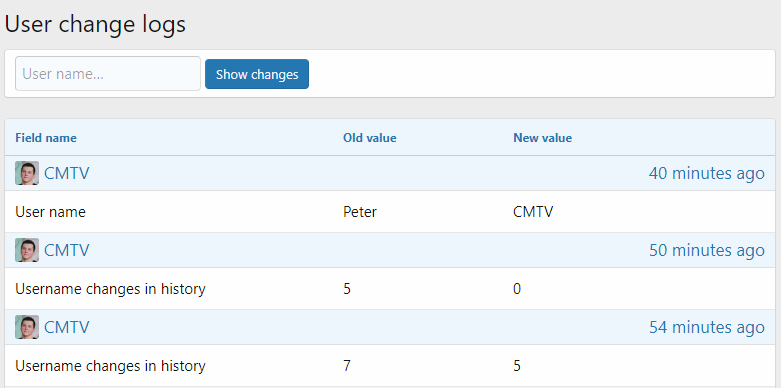 User change logs
User name...
Show changes
Field name Old value New value
CMTV 40 minutes ago
User name Peter CMTV
CMTV 50 minutes ago
Username changes in history 5 0
CMTV 54 minutes ago
Username changes in history 7 5